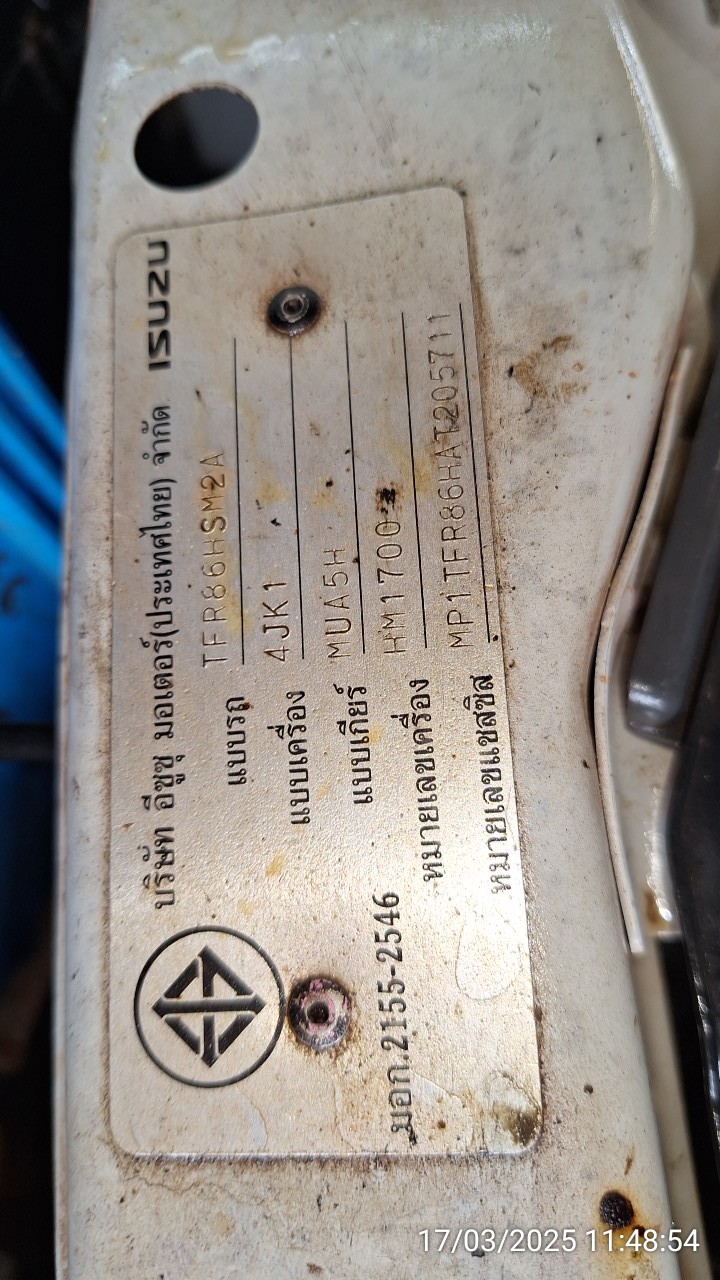 บริษัท อีซูซุ มอเตอร์(ประเทศไทย) จำกัด ISUZU
แบบรถ TFR86HSM2A
แบบเครื่อง 4JK1
แบบเกียร์ MUA5H
หมายเลขเครื่อง HM1700
หมายเลขแชสซีส MP1TFR86HAT205711
มอก.2155-2546
17/03/2025 11:48:54